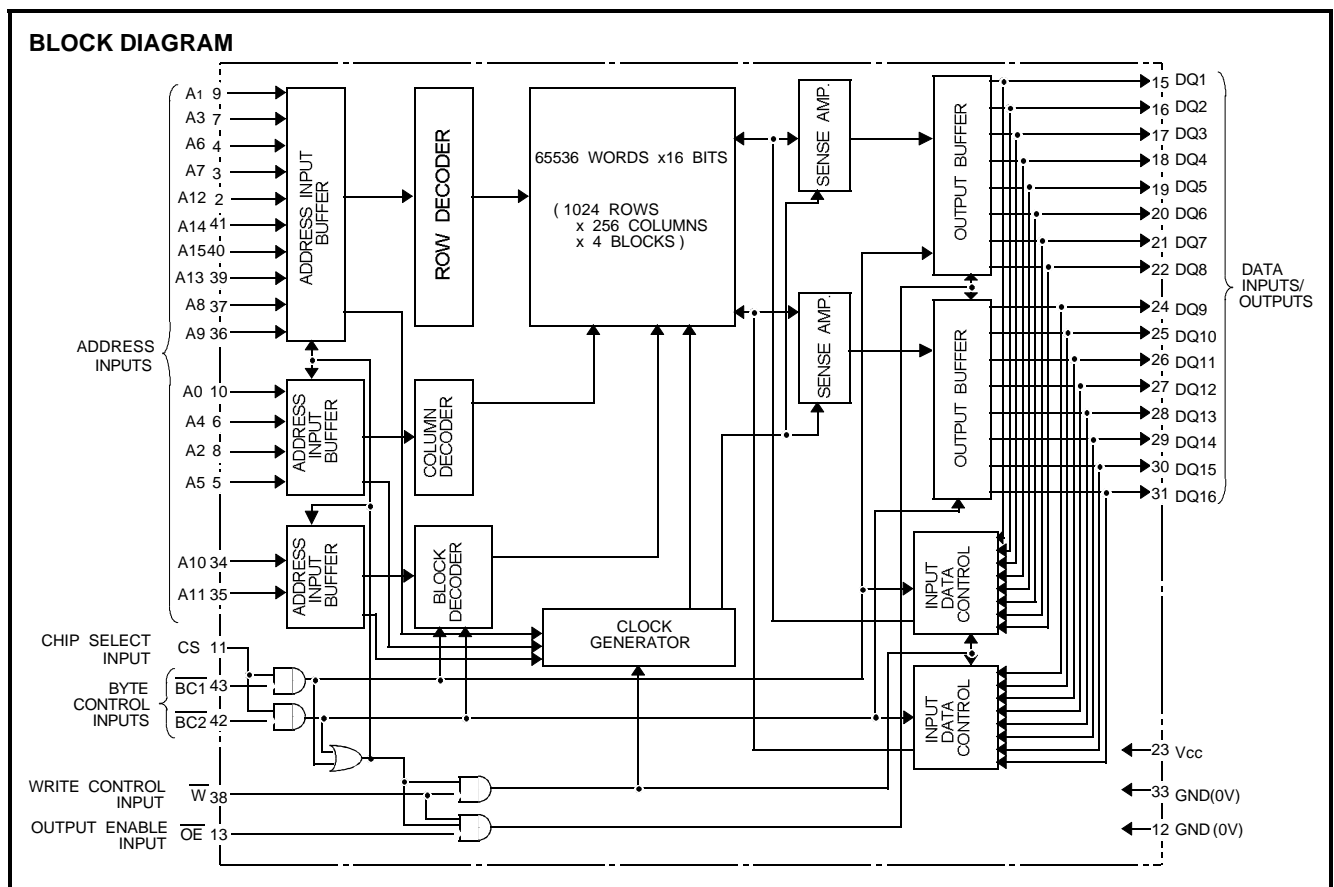 BLOCK DIAGRAM
A1 9
A3 7
A6 4
A7 3
A12 2
A14 41
A1540
A13 39
A8 37
A9 36
ADDRESS
INPUTS
A0 10
A4 6
A2 8
A5 5
A10 34
A11 35
CHIP SELECT
INPUT
CS 11
BYTE
CONTROL
INPUTS
BC1 43
BC2 42
WRITE CONTROL
INPUT
W 38
OUTPUT ENABLE
INPUT
OE 13
ADDRESS INPUT
BUFFER
ADDRESS
INPUT
BUFFER
ADDRESS
INPUT
BUFFER
ROW DECODER
COLUMN
DECODER
BLOCK
DECODER
65536 WORDS x16 BITS
( 1024 ROWS
x 256 COLUMNS
x 4 BLOCKS )
CLOCK
GENERATOR
SENSE AMP.
SENSE AMP.
OUTPUT BUFFER
OUTPUT BUFFER
INPUT
DATA
CONTROL
INPUT
DATA
CONTROL
15 DQ1
16 DQ2
17 DQ3
18 DQ4
19 DQ5
20 DQ6
21 DQ7
22 DQ8
24 DQ9
25 DQ10
26 DQ11
27 DQ12
28 DQ13
29 DQ14
30 DQ15
31 DQ16
DATA
INPUTS/
OUTPUTS
23 Vcc
33 GND(0V)
12 GND (0V)